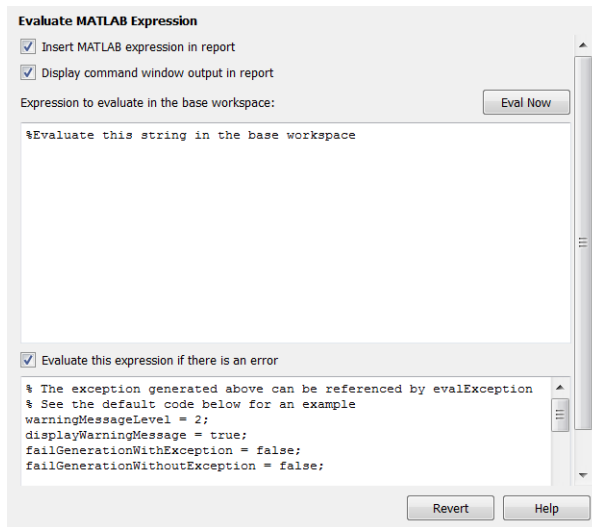 Evaluate MATLAB Expression
Insert MATLAB expression in report
Display command window output in report
Expression to evaluate in the base workspace:
Eval Now
%Evaluate this string in the base workspace
Evaluate this expression if there is an error
% The exception generated above can be referenced by evalException
% See the default code below for an example
warningMessageLevel = 2;
displayWarningMessage = true;
failGenerationWithException = false;
failGenerationWithoutException = false;
Revert
Help